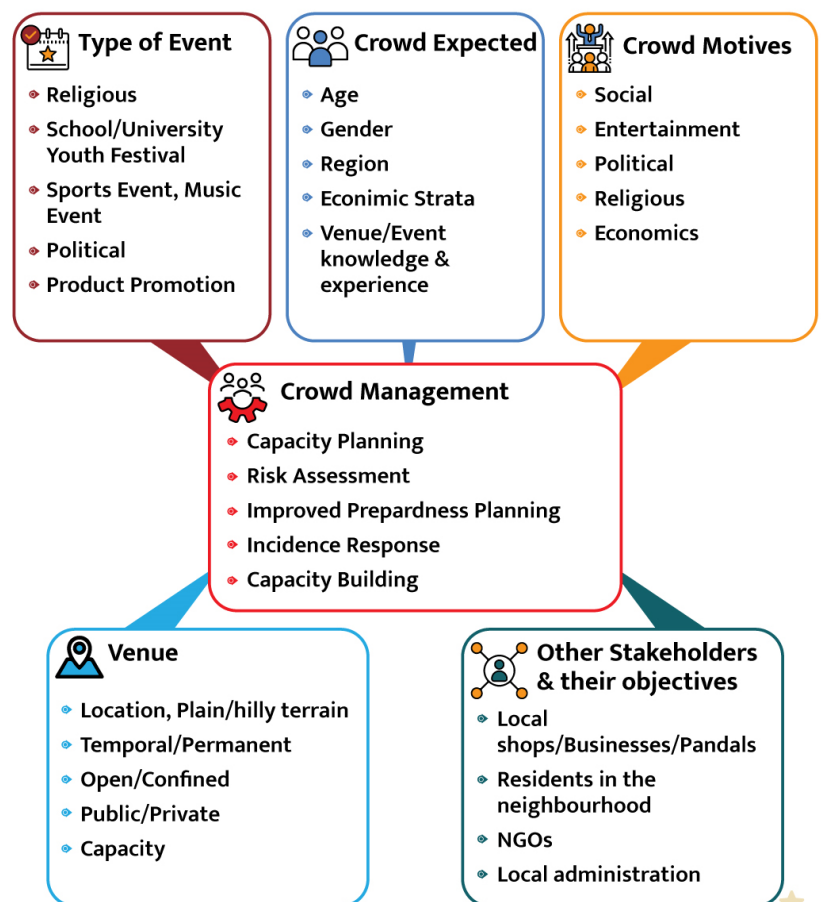 Type of Event
Religious
School/University
Youth Festival
Sports Event, Music
Event
Political
Product Promotion
Crowd Expected
Age
Gender
Region
Econimic Strata
Venue/Event
knowledge &
experience
Crowd Motives
Social
Entertainment
Political
Religious
Economics
Crowd Management
Capacity Planning
Risk Assessment
Improved Prepardness Planning
Incidence Response
Capacity Building
Venue
Location, Plain/hilly terrain
Temporal/Permanent
Open/Confined
Public/Private
Capacity
Other Stakeholders
& their objectives
Local
shops/Businesses/Pandals
Residents in the
neighbourhood
NGOs
Local administration